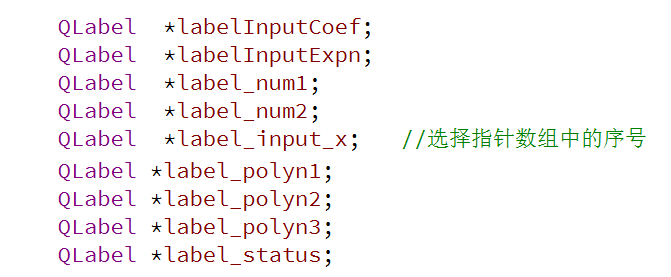 QLabel  *labelInputCoef;
QLabel  *labelInputExpn;
QLabel  *label_num1;
QLabel  *label_num2;
QLabel  *label_input_x;   //选择指针数组中的序号
QLabel *label_polyn1;
QLabel *label_polyn2;
QLabel *label_polyn3;
QLabel *label_status;